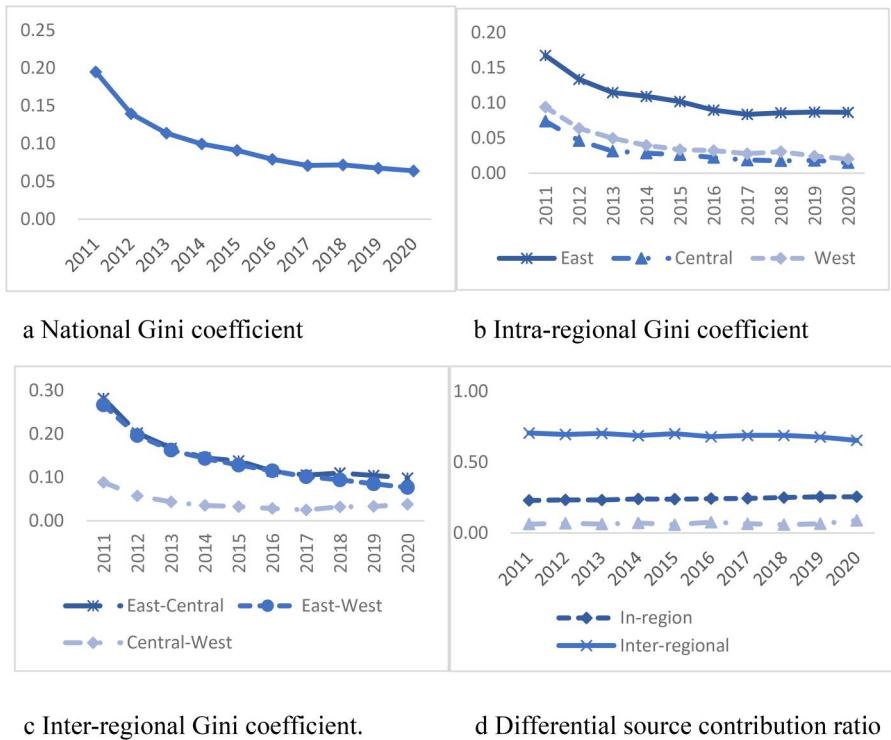 0.25
0.20
0.15
0.10
0.05
0.00
2011 2012 2013 2014 2015 2016 2017 2018 2019 2020
a National Gini coefficient
0.20
0.15
0.10
0.05
0.00
2011 2012 2013 2014 2015 2016 2017 2018 2019 2020
East Central West
b Intra-regional Gini coefficient
0.30
0.20
0.10
0.00
2011 2012 2013 2014 2015 2016 2017 2018 2019 2020
East-Central East-West
Central-West
c Inter-regional Gini coefficient.
1.00
0.50
0.00
2011 2012 2013 2014 2015 2016 2017 2018 2019 2020
In-region
Inter-regional
d Differential source contribution ratio